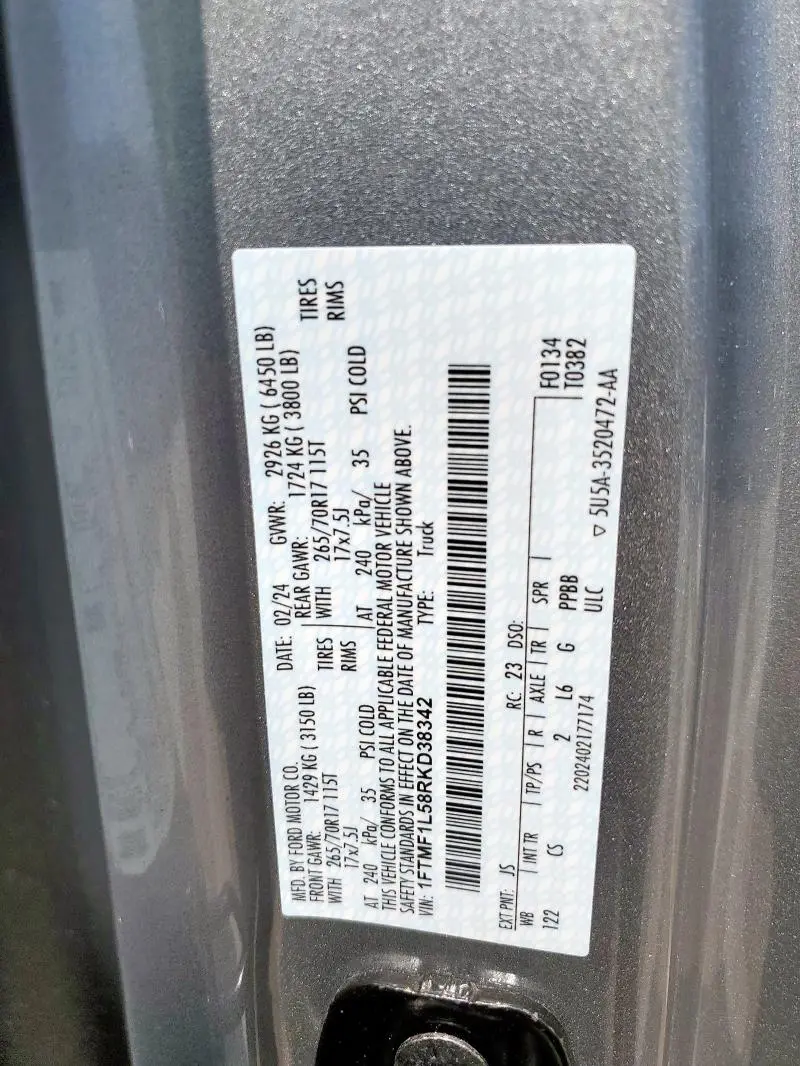 MFD. BY FORD MOTOR CO.
DATE: 02/24 GVWR: 2926 KG ( 6450 LB)
FRONT GAWR: 1429 KG ( 3150 LB) REAR GAWR: 1724 KG ( 3800 LB)
WITH 265/70R17 115T TIRES WITH 265/70R17 115T TIRES
17x7.5J RIMS 17x7.5J RIMS
AT 240 kPa/ 35 PSI COLD AT 240 kPa/ 35 PSI COLD
THIS VEHICLE CONFORMS TO ALL APPLICABLE FEDERAL MOTOR VEHICLE
SAFETY STANDARDS IN EFFECT ON THE DATE OF MANUFACTURE SHOWN ABOVE.
VIN: 1FTMF1L58RKD38342 TYPE: Truck
EXT PNT: JS RC: 23 DSO: F0134
WB INT TR TP/PS R AXLE TR SPR T0382
122 CS 2 L6 G PPBB
2202402177174 ULC ▽ 5U5A-3520472-AA